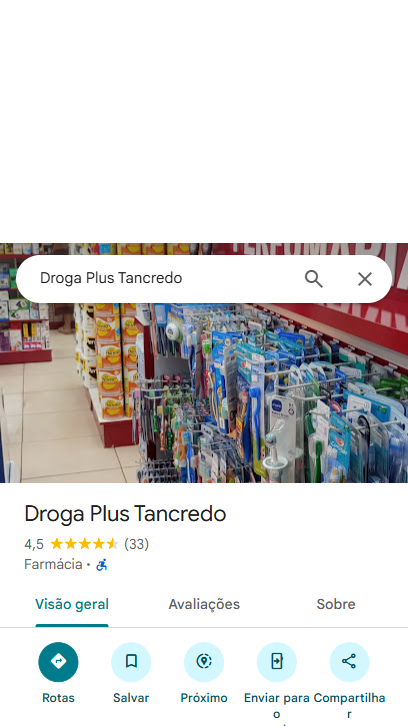 PERFUMARIA
Droga Plus Tancredo
Droga Plus Tancredo
4,5 (33)
Farmácia ·
Visão geral Avaliações Sobre
Rotas Salvar Próximo Enviar para o Compartilhar